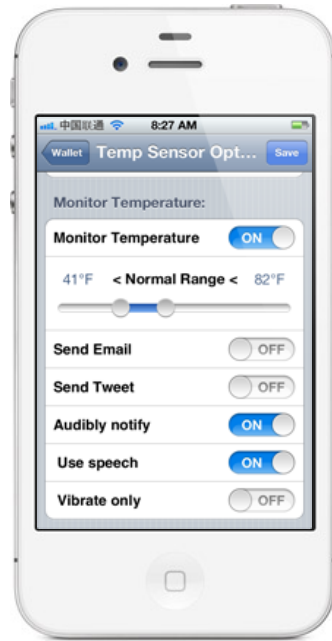 中国联通 8:27 AM
Wallet Temp Sensor Opt... Save
Monitor Temperature:
Monitor Temperature ON
41°F < Normal Range < 82°F
Send Email OFF
Send Tweet OFF
Audibly notify ON
Use speech ON
Vibrate only OFF